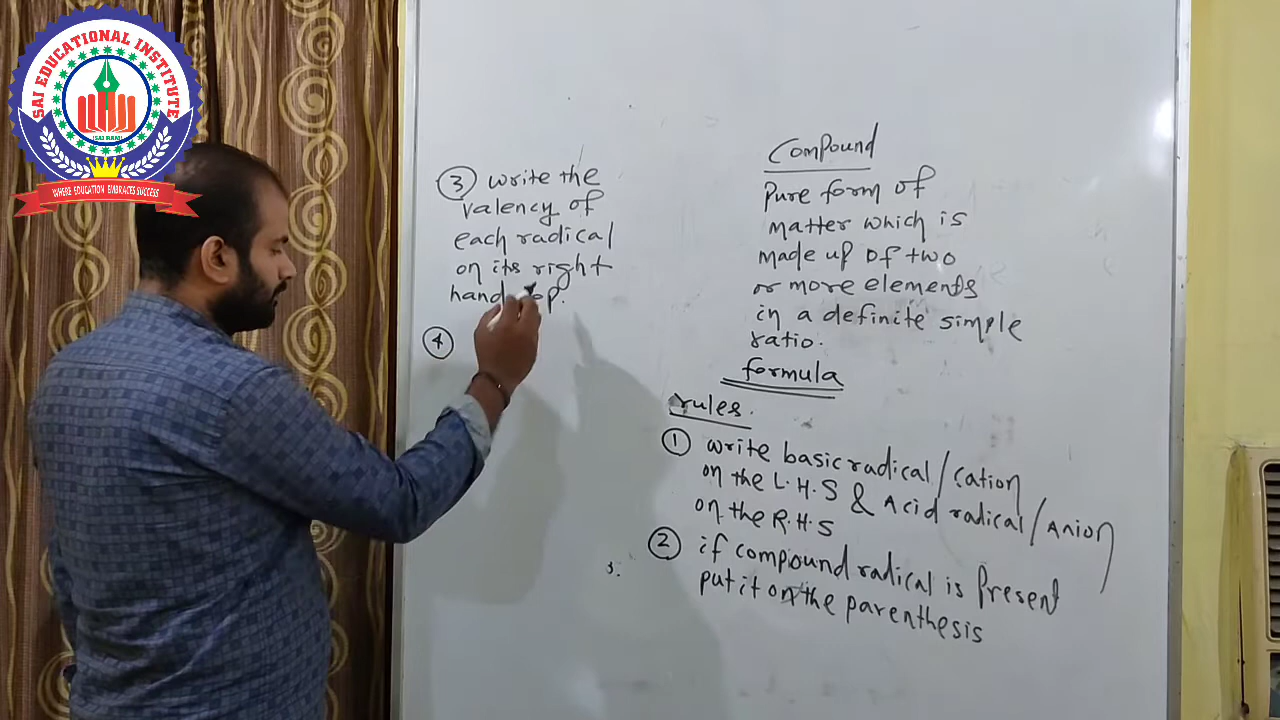 SAI EDUCATIONAL INSTITUTE
(SAI RAM)
WHERE EDUCATION EMBRACES SUCCESS
Compound
Pure form of
matter which is
made up of two
or more elements
in a definite simple
ratio.
formula
rules.
1 write basic radical / Cation
on the L.H.S & Acid radical / Anion
on the R.H.S
2 if compound radical is Present
put it on the parenthesis
3.
3 write the
valency of
each radical
on its right
hand
4